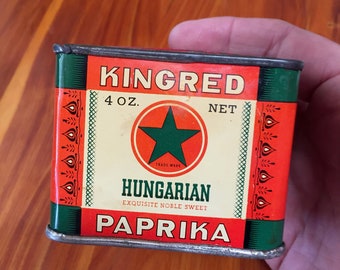 KINGRED
4 OZ. NET
TRADE MARK
HUNGARIAN
EXQUISITE NOBLE SWEET
PAPRIKA